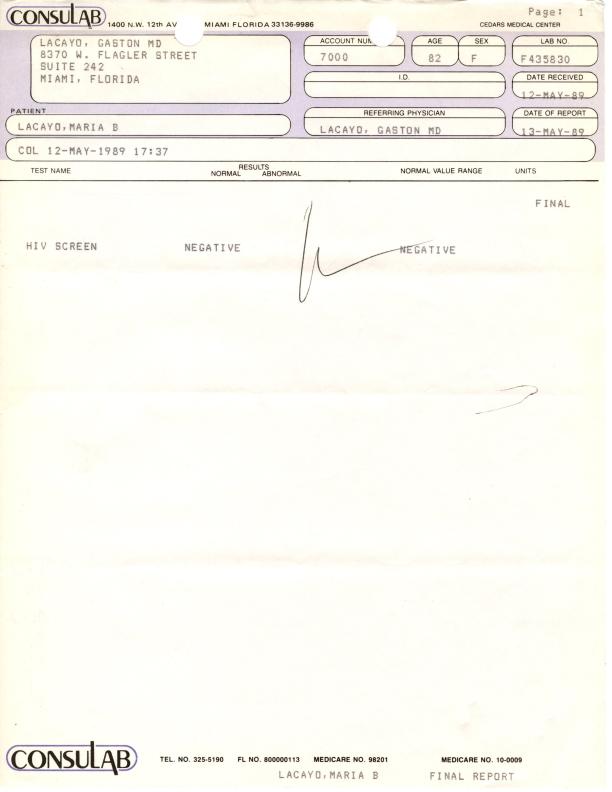 CONSULAB 1400 N.W. 12th AV MIAMI FLORIDA 33136-9986
Page: 1
CEDARS MEDICAL CENTER
LACAYO, GASTON MD
8370 W. FLAGLER STREET
SUITE 242
MIAMI, FLORIDA
ACCOUNT NUM AGE SEX LAB NO.
7000 82 F F435830
I.D. DATE RECEIVED
12-MAY-89
PATIENT REFERRING PHYSICIAN DATE OF REPORT
LACAYO,MARIA B LACAYO, GASTON MD 13-MAY-89
COL 12-MAY-1989 17:37
TEST NAME RESULTS NORMAL VALUE RANGE UNITS
NORMAL ABNORMAL
FINAL
HIV SCREEN NEGATIVE NEGATIVE
CONSULAB TEL. NO. 325-5190 FL NO. 800000113 MEDICARE NO. 98201 MEDICARE NO. 10-0009
LACAYO,MARIA B FINAL REPORT